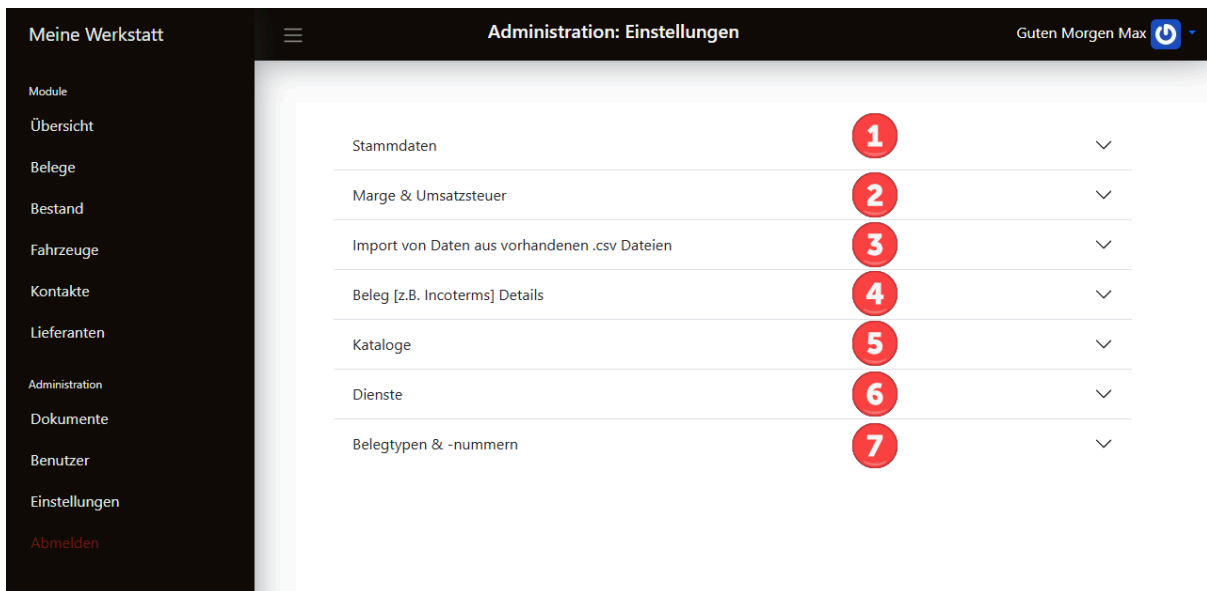 Meine Werkstatt
Administration: Einstellungen
Guten Morgen Max
Module
Übersicht
Belege
Bestand
Fahrzeuge
Kontakte
Lieferanten
Administration
Dokumente
Benutzer
Einstellungen
Abmelden
Stammdaten 1
Marge & Umsatzsteuer 2
Import von Daten aus vorhandenen .csv Dateien 3
Beleg [z.B. Incoterms] Details 4
Kataloge 5
Dienste 6
Belegtypen & -nummern 7